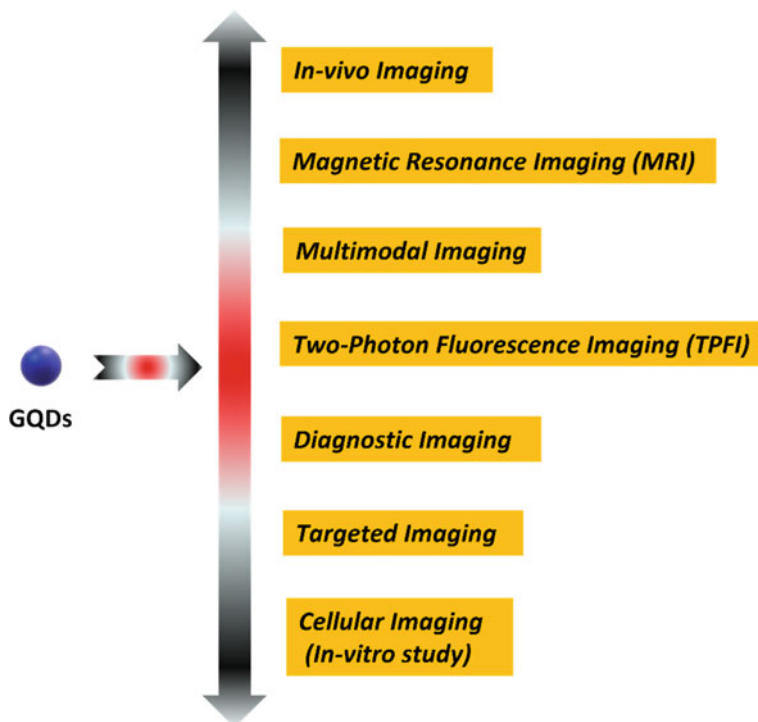 In-vivo Imaging
Magnetic Resonance Imaging (MRI)
Multimodal Imaging
Two-Photon Fluorescence Imaging (TPFI)
GQDs
Diagnostic Imaging
Targeted Imaging
Cellular Imaging
(In-vitro study)